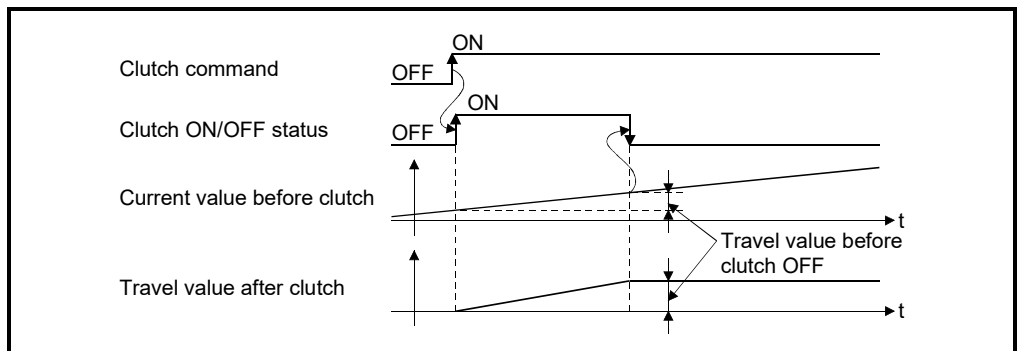 ON
Clutch command
OFF
ON
Clutch ON/OFF status
OFF
Current value before clutch
t
Travel value before
clutch OFF
Travel value after clutch
t